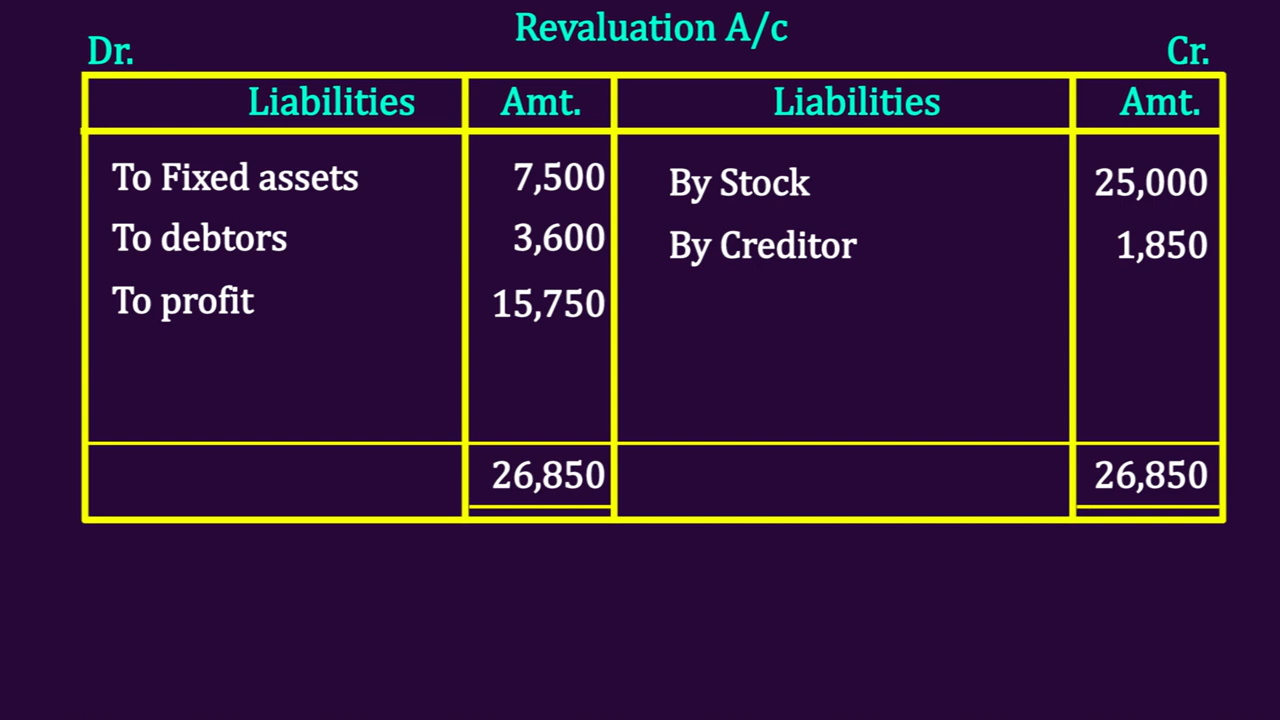 Revaluation A/c
Dr. Cr.
Liabilities Amt. Liabilities Amt.
To Fixed assets 7,500 By Stock 25,000
To debtors 3,600 By Creditor 1,850
To profit 15,750
26,850 26,850